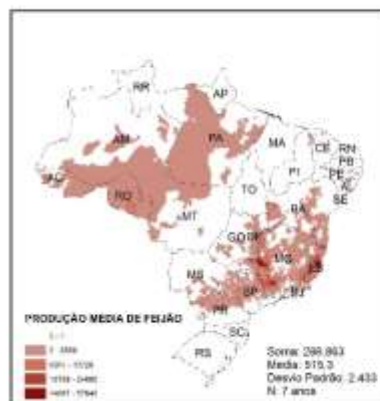 RR
AP
AM
PA
MA
CE
RN
PB
PE
PI
AC
AL
SE
RO
TO
BA
MT
GO
DF
MG
ES
MS
SP
RJ
PR
SC
RS
PRODUÇÃO MEDIA DE FEIJÃO
Soma: 266.863
Media: 515,3
Desvio Padrão: 2.433
N: 7 anos